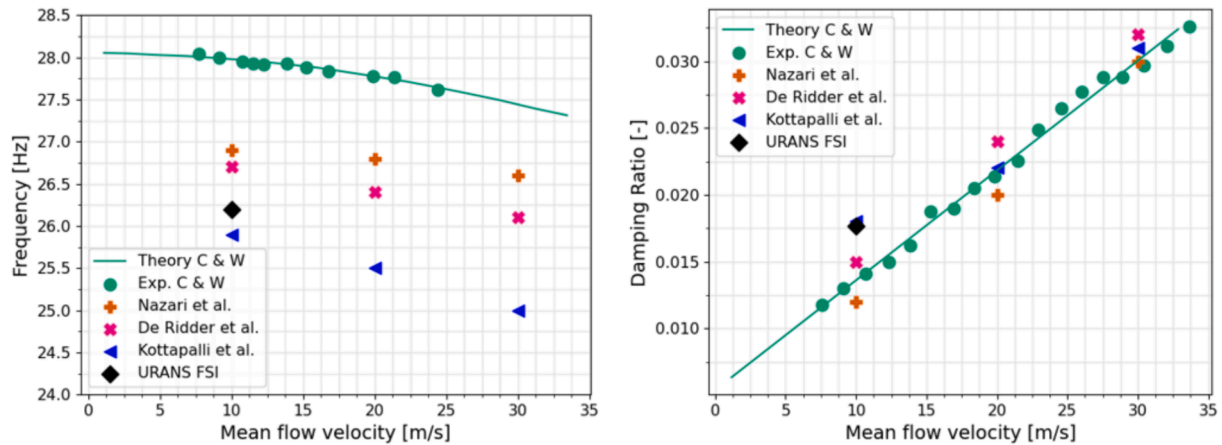 28.5
28.0
27.5
27.0
26.5
26.0
25.5
25.0
24.5
24.0
Frequency [Hz]
Theory C & W
Exp. C & W
Nazari et al.
De Ridder et al.
Kottapalli et al.
URANS FSI
0 5 10 15 20 25 30 35
Mean flow velocity [m/s]
0.030
0.025
0.020
0.015
0.010
Damping Ratio [-]
Theory C & W
Exp. C & W
Nazari et al.
De Ridder et al.
Kottapalli et al.
URANS FSI
0 5 10 15 20 25 30 35
Mean flow velocity [m/s]